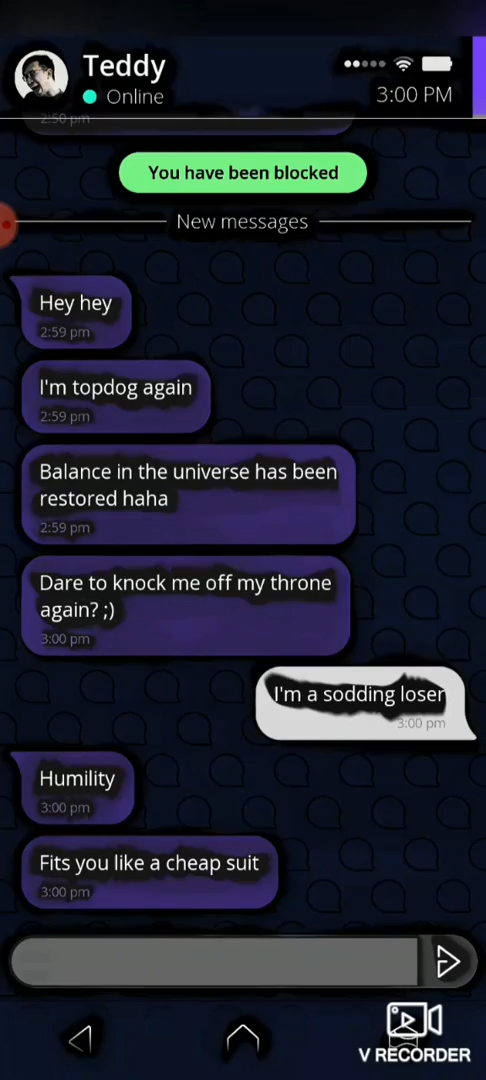 Teddy
Online
3:00 PM
2:50 pm
You have been blocked
New messages
Hey hey
2:59 pm
I'm topdog again
2:59 pm
Balance in the universe has been
restored haha
2:59 pm
Dare to knock me off my throne
again? ;)
3:00 pm
I'm a sodding loser
3:00 pm
Humility
3:00 pm
Fits you like a cheap suit
3:00 pm
V RECORDER